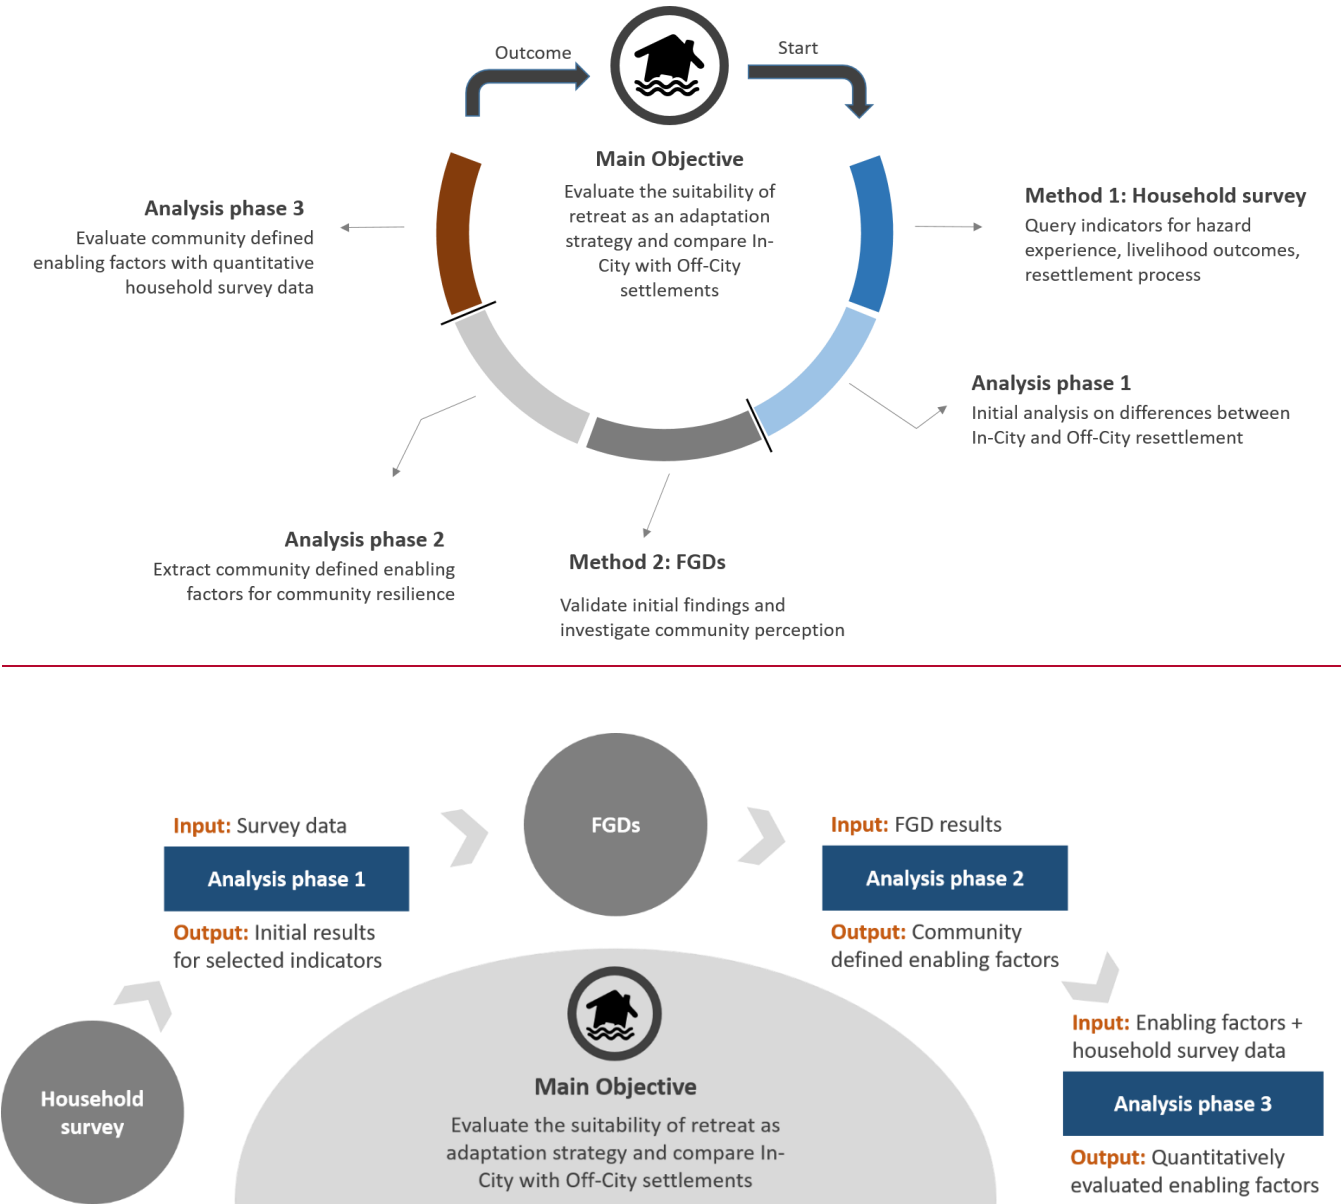 Outcome
Start
Main Objective
Evaluate the suitability of
retreat as an adaptation
strategy and compare In-
City with Off-City
settlements
Method 1: Household survey
Query indicators for hazard
experience, livelihood outcomes,
resettlement process
Analysis phase 1
Initial analysis on differences between
In-City and Off-City resettlement
Method 2: FGDs
Validate initial findings and
investigate community perception
Analysis phase 2
Extract community defined enabling
factors for community resilience
Analysis phase 3
Evaluate community defined
enabling factors with quantitative
household survey data
Household
survey
Input: Survey data
Analysis phase 1
Output: Initial results
for selected indicators
FGDs
Input: FGD results
Analysis phase 2
Output: Community
defined enabling factors
Input: Enabling factors +
household survey data
Analysis phase 3
Output: Quantitatively
evaluated enabling factors
Main Objective
Evaluate the suitability of retreat as
adaptation strategy and compare In-
City with Off-City settlements